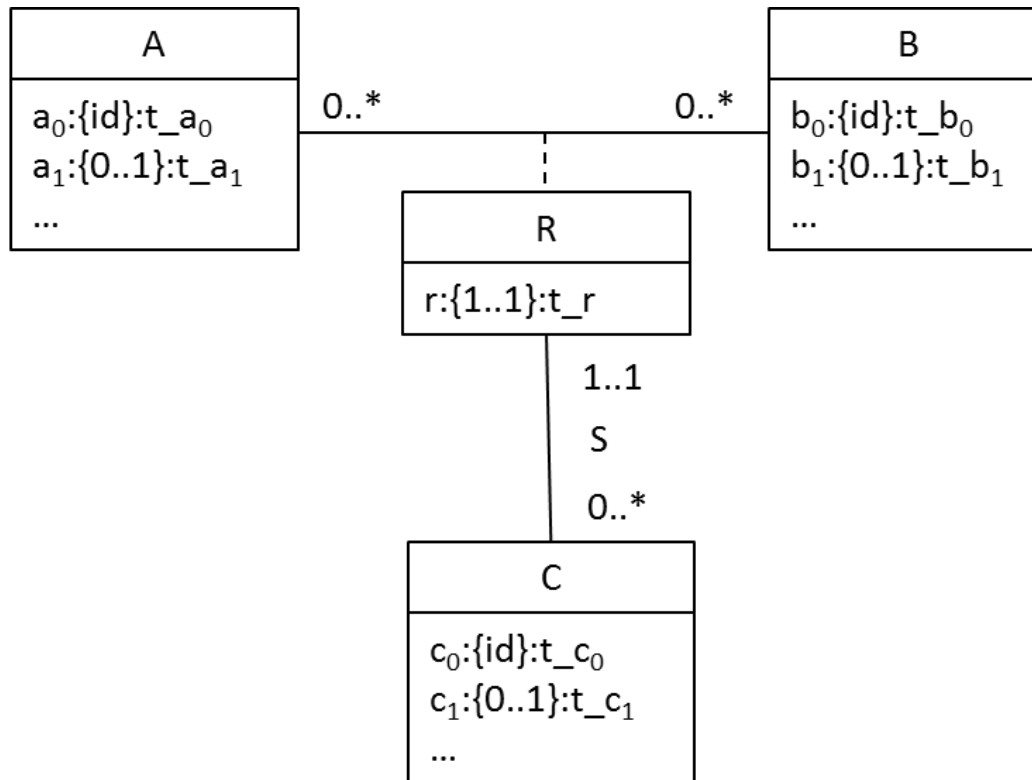 A
a₀:{id}:t_a₀
a₁:{0..1}:t_a₁
...
0..*
0..*
B
b₀:{id}:t_b₀
b₁:{0..1}:t_b₁
...
R
r:{1..1}:t_r
1..1
S
0..*
C
c₀:{id}:t_c₀
c₁:{0..1}:t_c₁
...